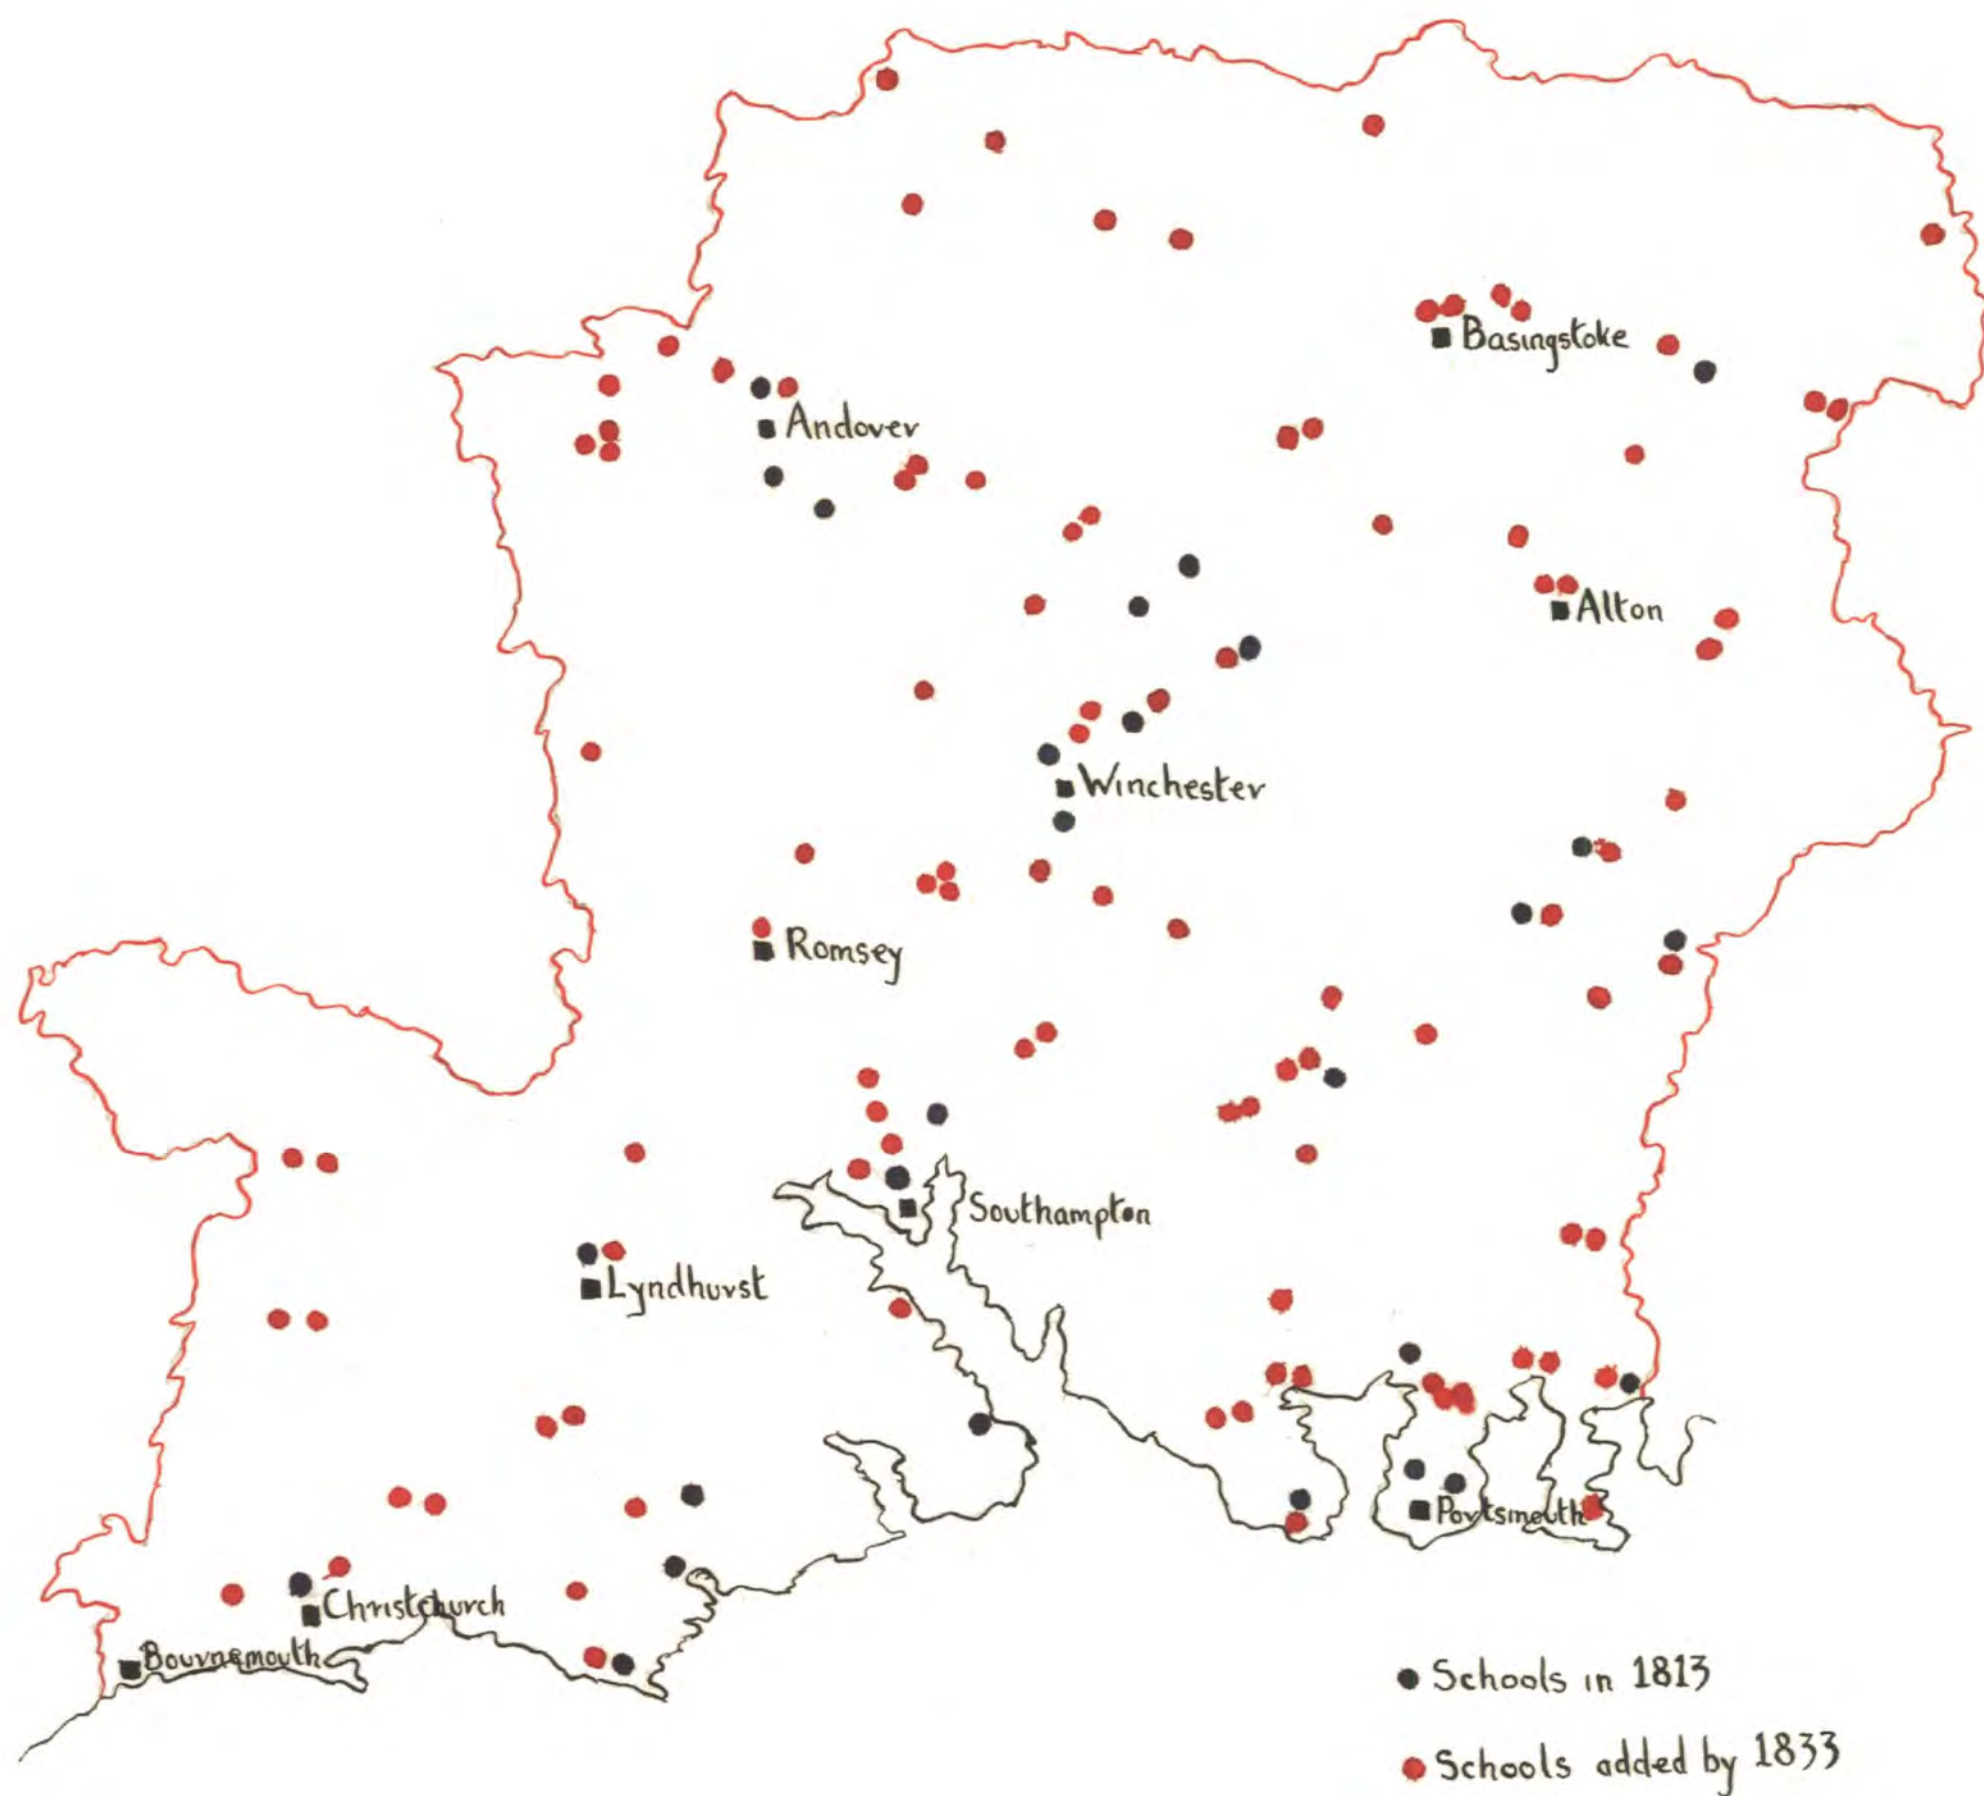 Basingstoke
Andover
Alton
Winchester
Romsey
Southampton
Lyndhurst
Portsmouth
Christchurch
Bournemouth
Schools in 1813
Schools added by 1833